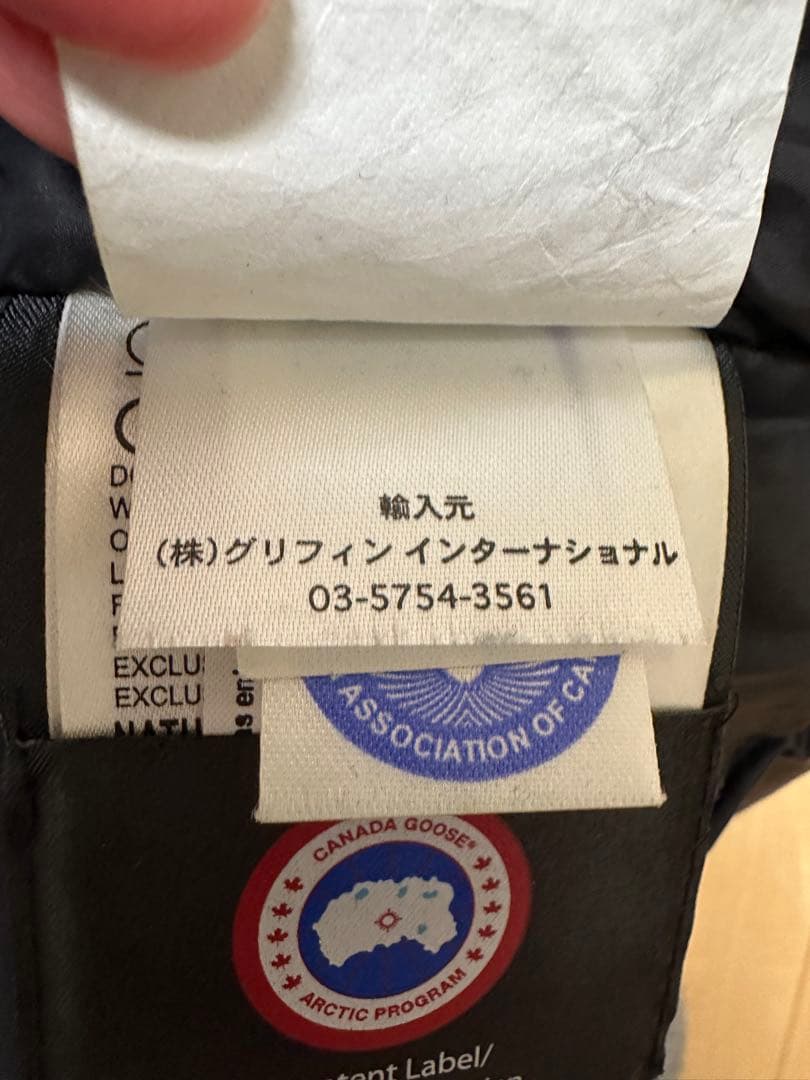 輸入元
(株)グリフィン インターナショナル
03-5754-3561
EXCLU
EXCLU
ASSOCIATION OF CA
CANADA GOOSE®
ARCTIC PROGRAM
Label/